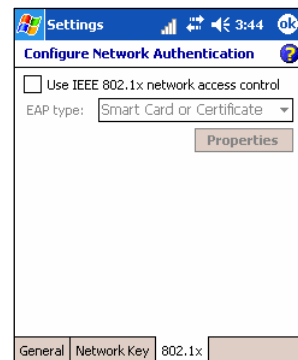 Settings 3:44 ok
Configure Network Authentication ?
Use IEEE 802.1x network access control
EAP type: Smart Card or Certificate
Properties
General Network Key 802.1x